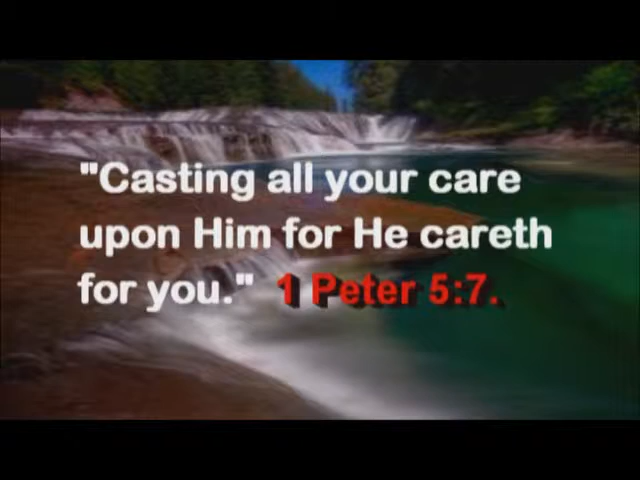 "Casting all your care
upon Him for He careth
for you." 1 Peter 5:7.